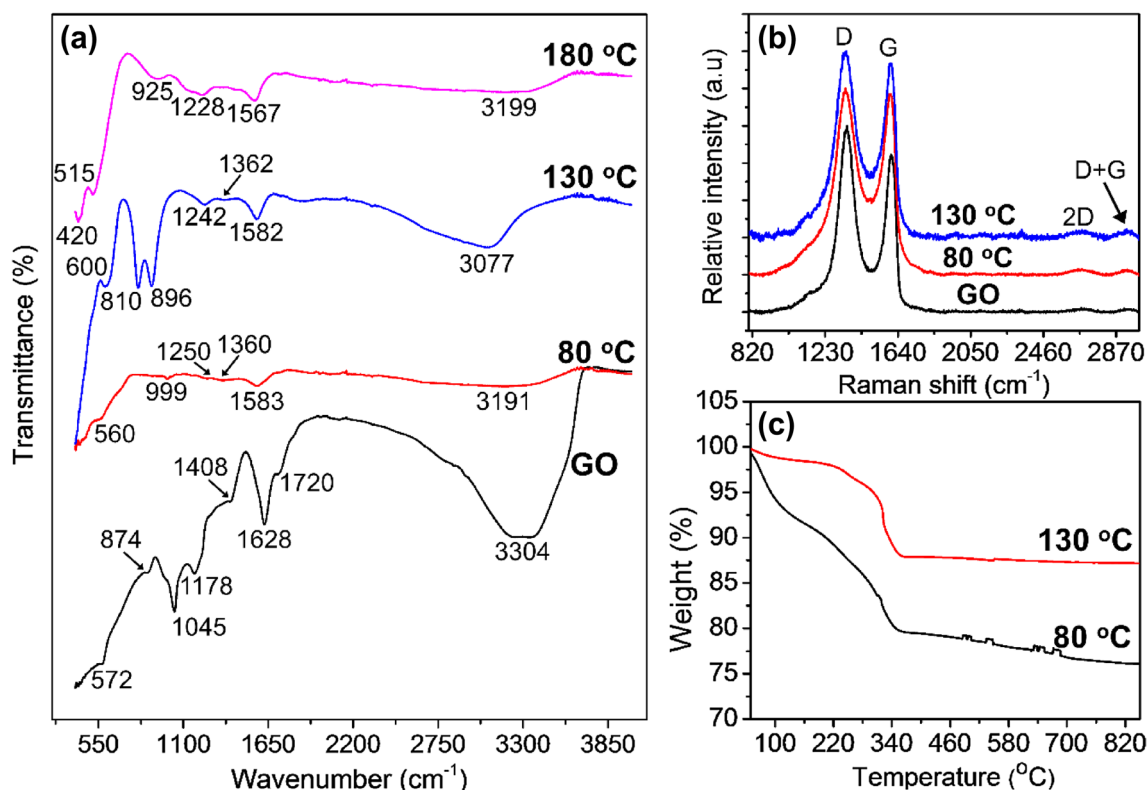 (a)
180 °C
925
1228
1567
3199
515
420
130 °C
1362
1242
1582
3077
600
810
896
80 °C
1250
1360
999
1583
3191
560
GO
1408
1720
874
1628
3304
1178
1045
572
Transmittance (%)
550 1100 1650 2200 2750 3300 3850
Wavenumber (cm-1)
(b)
D
G
D+G
2D
130 °C
80 °C
GO
Relative intensity (a.u)
820 1230 1640 2050 2460 2870
Raman shift (cm-1)
(c)
105
100
95
90
85
80
75
70
130 °C
80 °C
Weight (%)
100 220 340 460 580 700 820
Temperature (°C)